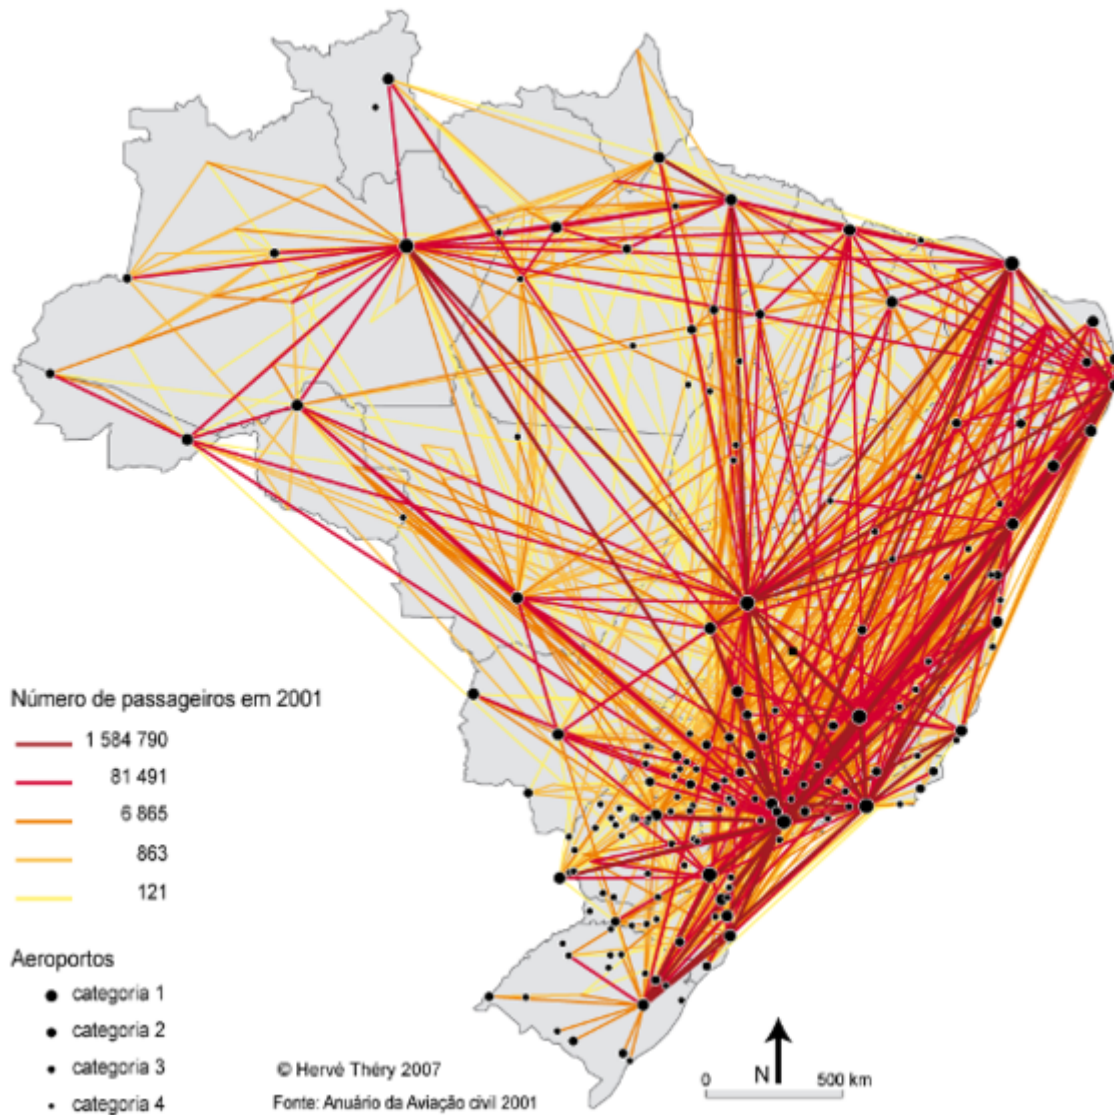 Número de passageiros em 2001
1 584 790
81 491
6 865
863
121
Aeroportos
categoria 1
categoria 2
categoria 3
categoria 4
© Hervé Théry 2007
Fonte: Anuário da Aviação civil 2001
N
0 500 km